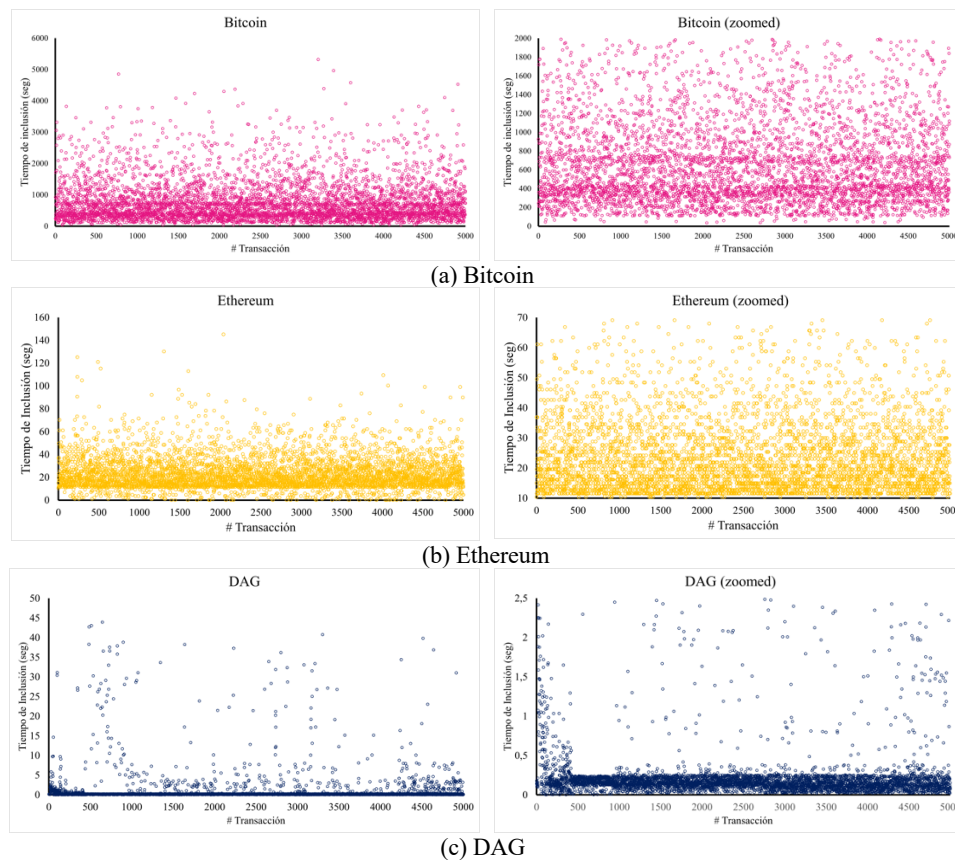 Bitcoin
Tiempo de inclusión (seg)
6000
5000
4000
3000
2000
1000
0
0 500 1000 1500 2000 2500 3000 3500 4000 4500 5000
# Transacción
Bitcoin (zoomed)
Tiempo de inclusión (seg)
2000
1800
1600
1400
1200
1000
800
600
400
200
0
0 500 1000 1500 2000 2500 3000 3500 4000 4500 5000
# Transacción
(a) Bitcoin
Ethereum
Tiempo de Inclusión (seg)
160
140
120
100
80
60
40
20
0
0 500 1000 1500 2000 2500 3000 3500 4000 4500 5000
# Transacción
Ethereum (zoomed)
Tiempo de Inclusión (seg)
70
60
50
40
30
20
10
0 500 1000 1500 2000 2500 3000 3500 4000 4500 5000
# Transacción
(b) Ethereum
DAG
Tiempo de Inclusión (seg)
50
45
40
35
30
25
20
15
10
5
0
0 500 1000 1500 2000 2500 3000 3500 4000 4500 5000
# Transacción
DAG (zoomed)
Tiempo de Inclusión (seg)
2,5
2
1,5
1
0,5
0
0 500 1000 1500 2000 2500 3000 3500 4000 4500 5000
# Transacción
(c) DAG